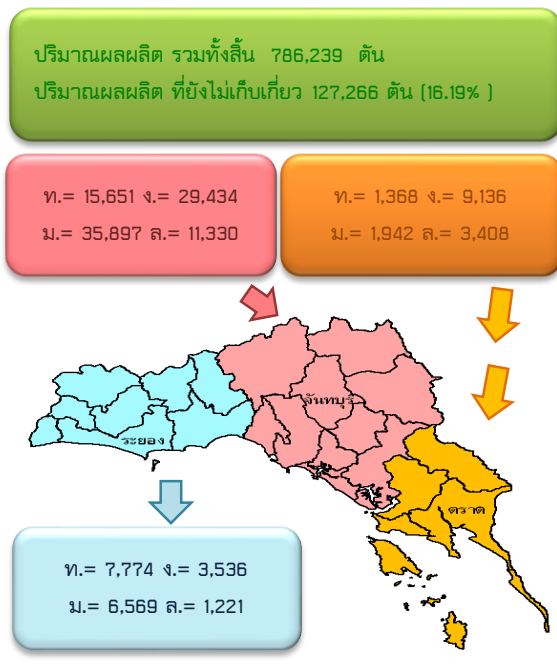 ปริมาณผลผลิต รวมทั้งสิ้น 786,239 ตัน
ปริมาณผลผลิต ที่ยังไม่เก็บเกี่ยว 127,266 ตัน (16.19% )
ท.= 15,651 ง.= 29,434
ม.= 35,897 ล.= 11,330
ท.= 1,368 ง.= 9,136
ม.= 1,942 ล.= 3,408
จันทบุรี
ระยอง
ตราด
ท.= 7,774 ง.= 3,536
ม.= 6,569 ล.= 1,221